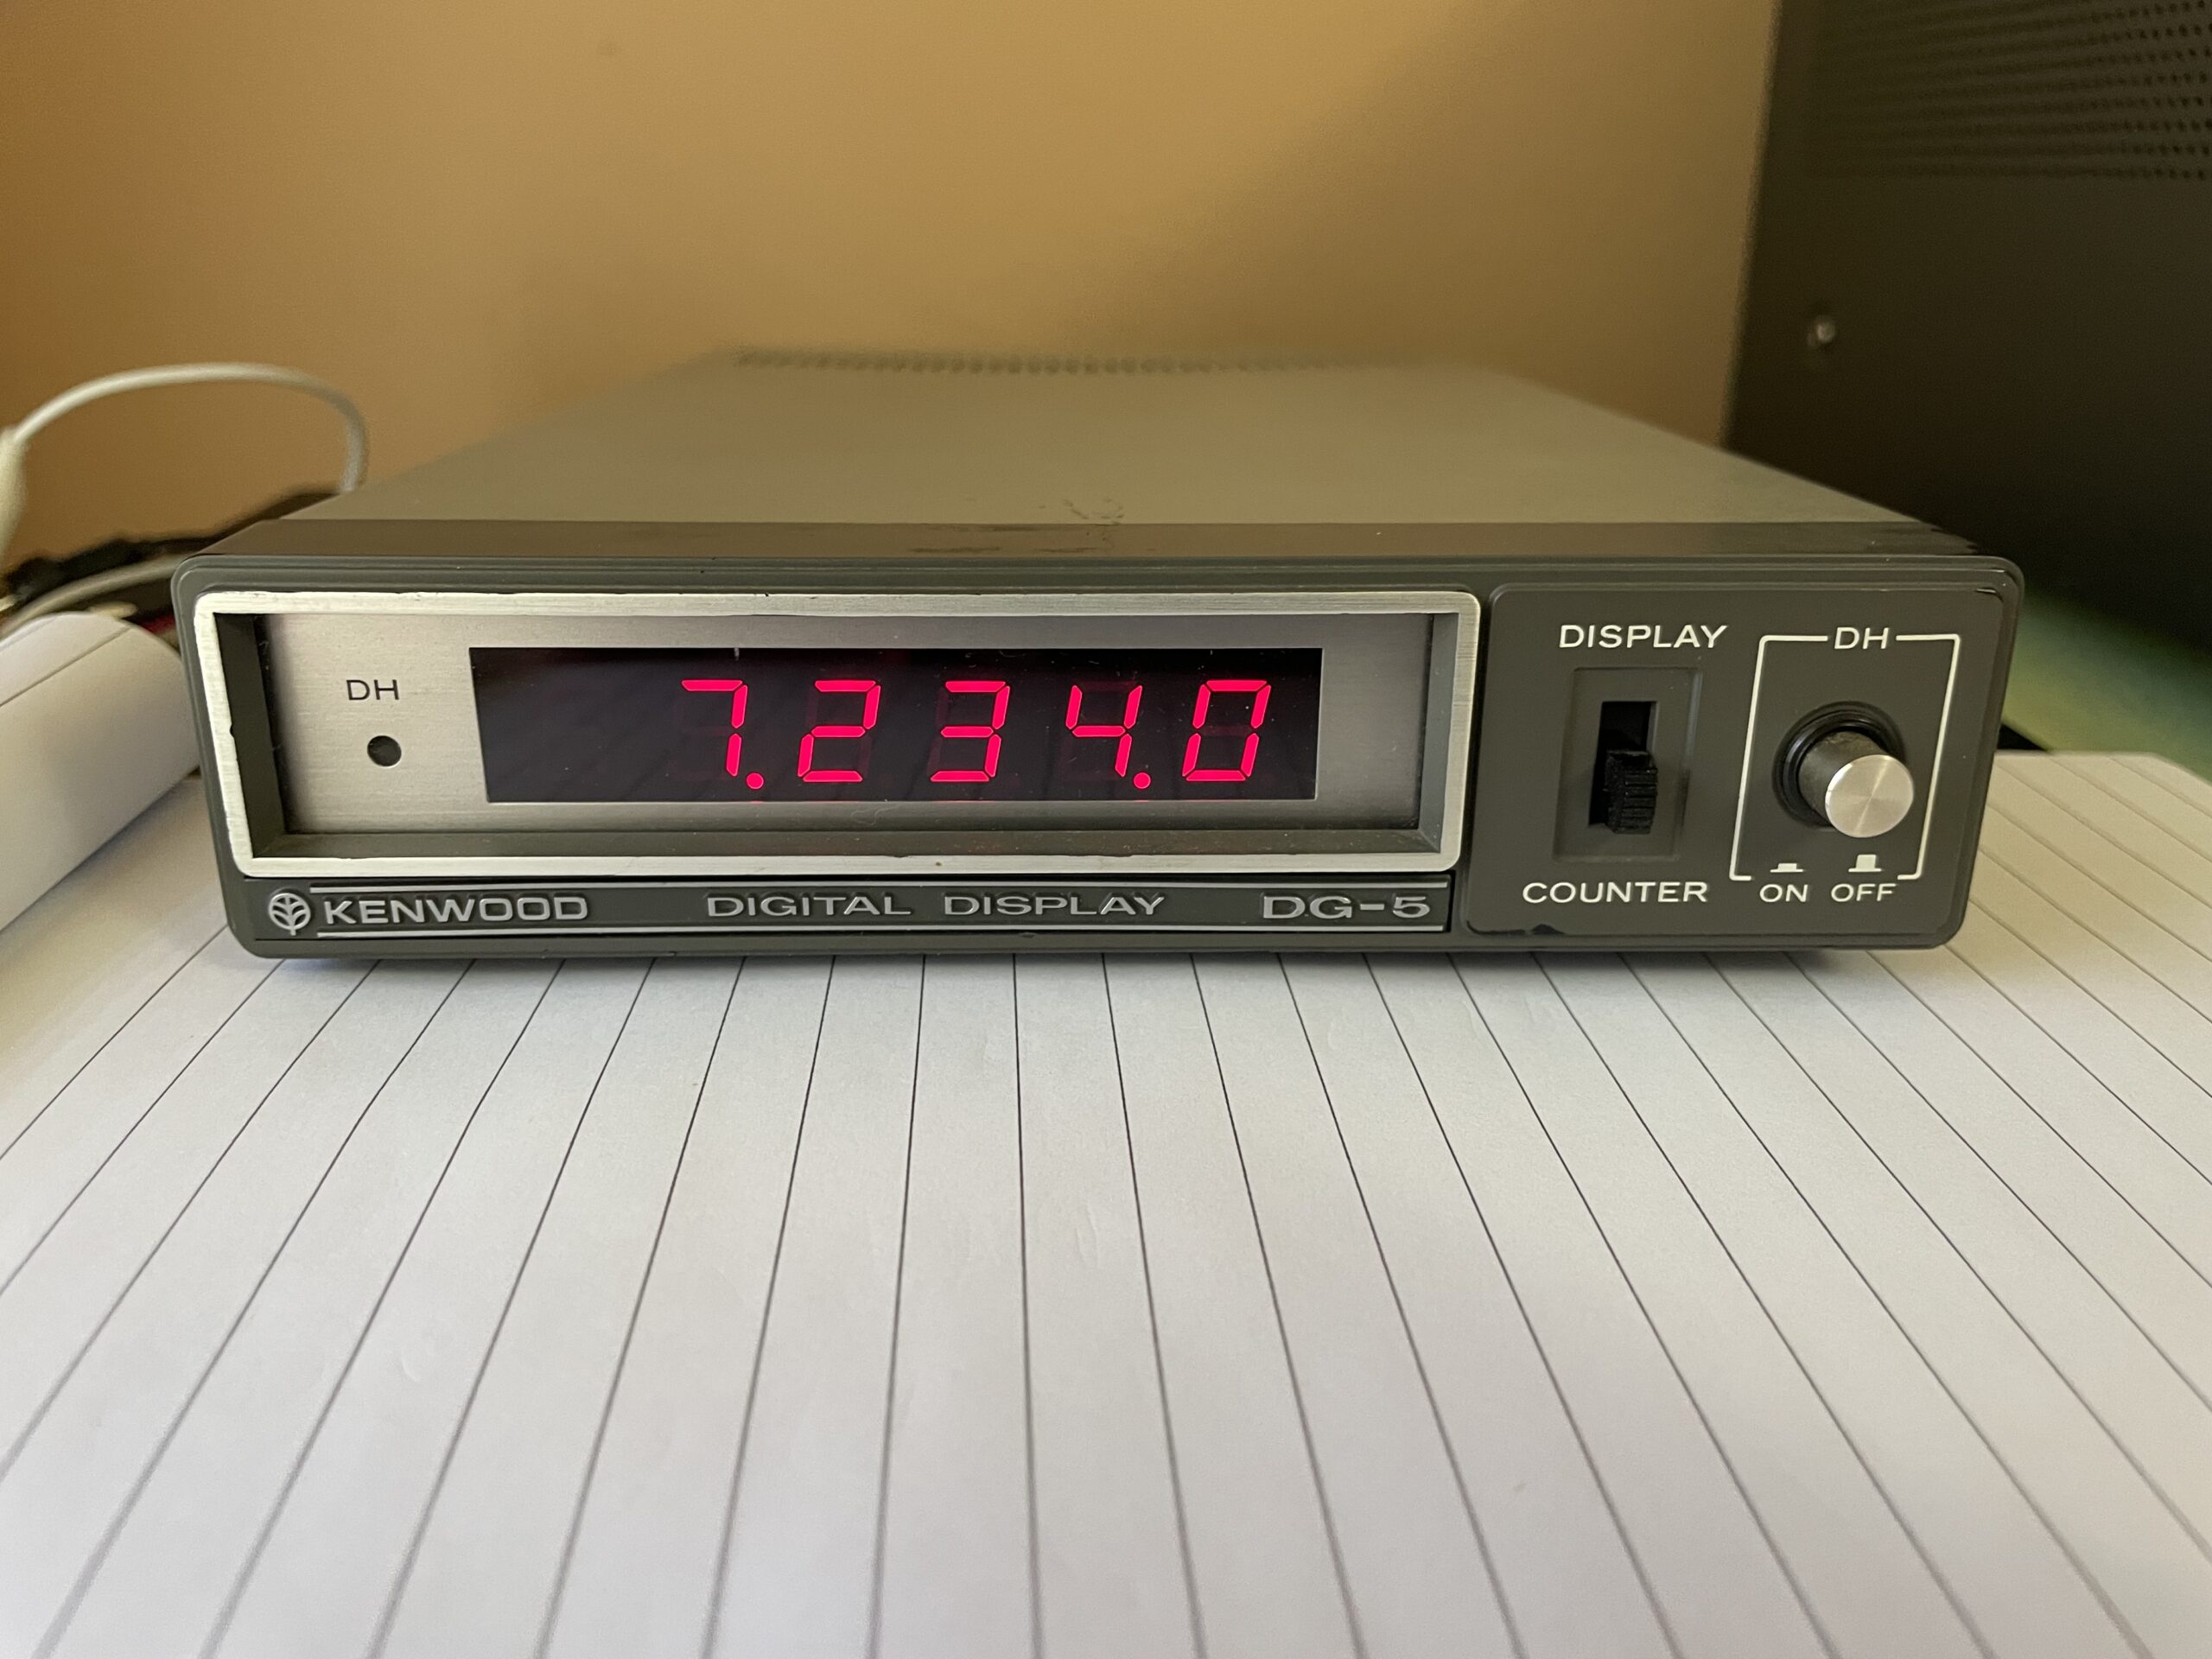 DISPLAY
DH
DH
7.234.0
COUNTER
ON OFF
KENWOOD DIGITAL DISPLAY DG-5